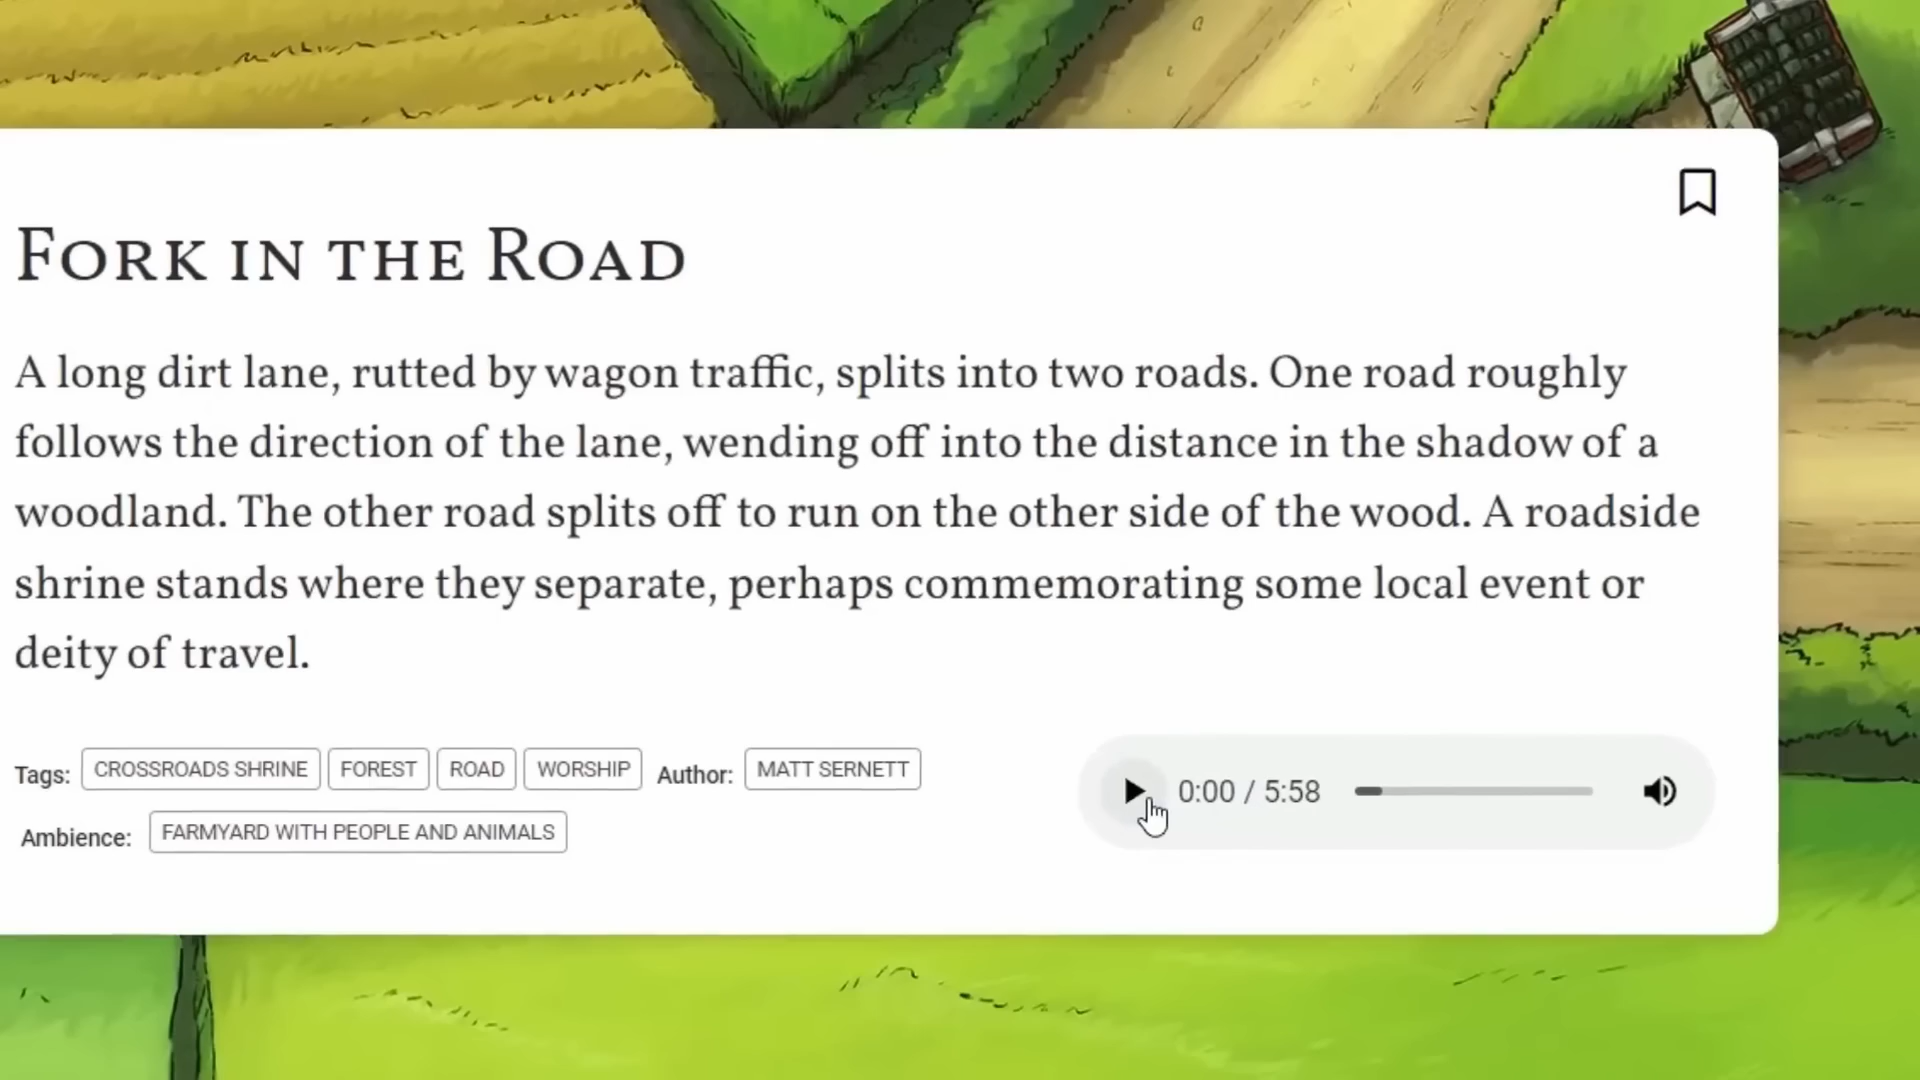 Fork in the Road
A long dirt lane, rutted by wagon traffic, splits into two roads. One road roughly
follows the direction of the lane, wending off into the distance in the shadow of a
woodland. The other road splits off to run on the other side of the wood. A roadside
shrine stands where they separate, perhaps commemorating some local event or
deity of travel.
Tags: CROSSROADS SHRINE FOREST ROAD WORSHIP Author: MATT SERNETT
0:00 / 5:58
Ambience: FARMYARD WITH PEOPLE AND ANIMALS